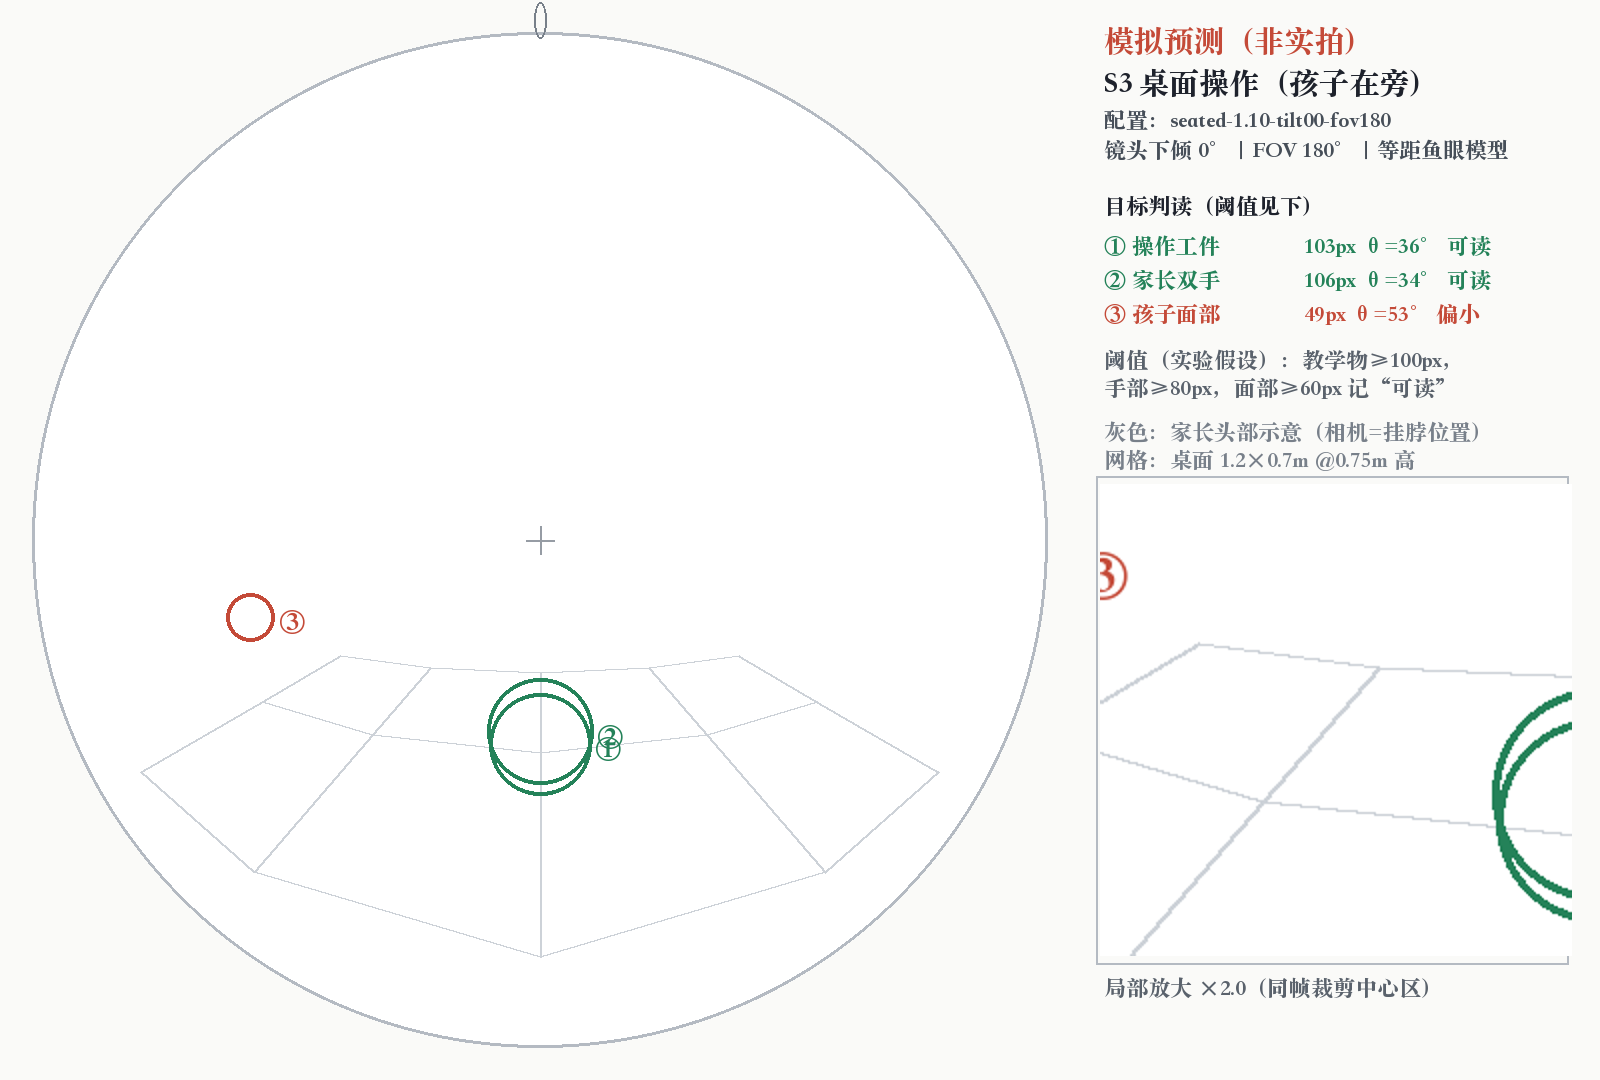 模拟预测（非实拍）
S3 桌面操作（孩子在旁）
配置：seated-1.10-tilt00-fov180
镜头下倾 0° | FOV 180° | 等距鱼眼模型
目标判读（阈值见下）
① 操作工件 103px θ=36° 可读
② 家长双手 106px θ=34° 可读
③ 孩子面部 49px θ=53° 偏小
阈值（实验假设）：教学物≥100px，
手部≥80px，面部≥60px 记“可读”
灰色：家长头部示意（相机=挂脖位置）
网格：桌面 1.2×0.7m @0.75m 高
③
③
②
①
局部放大 ×2.0（同帧裁剪中心区）